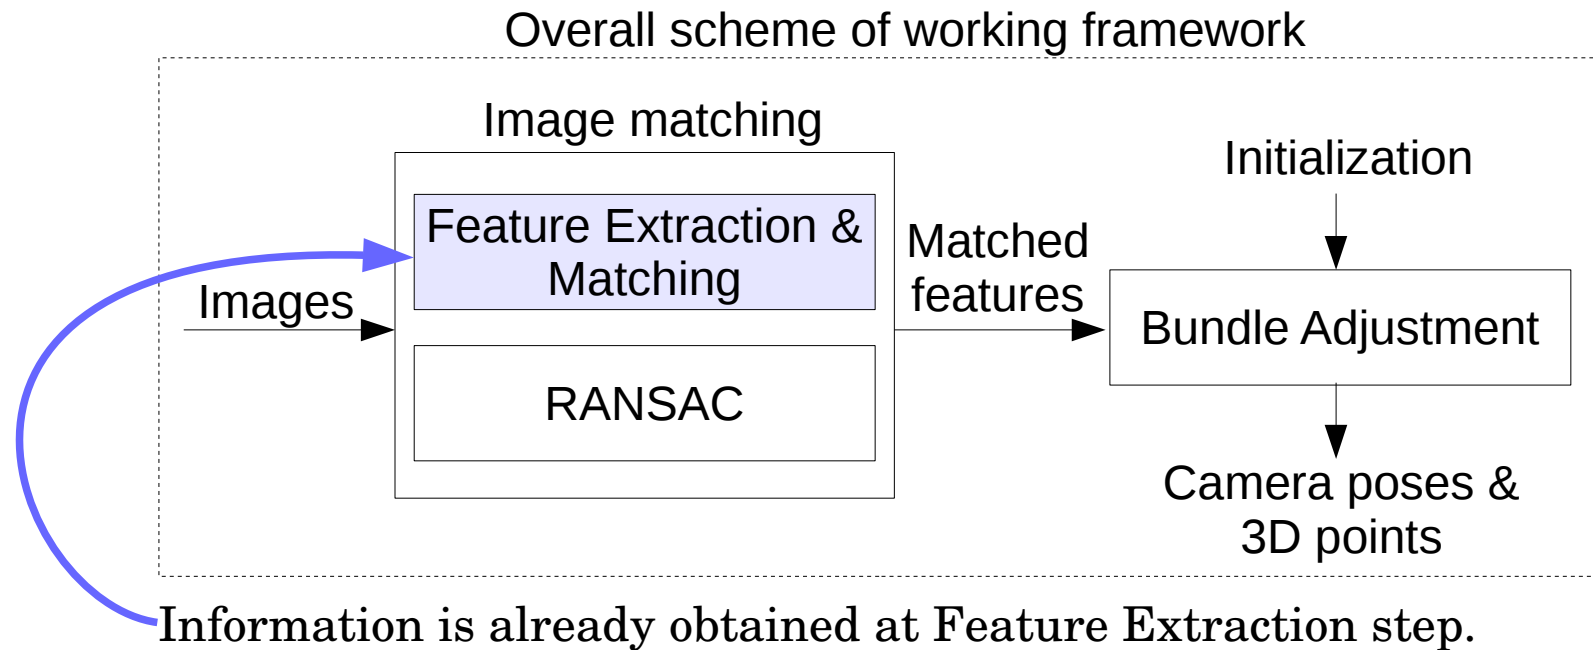 Overall scheme of working framework
Image matching
Feature Extraction &
Matching
Images
RANSAC
Matched
features
Initialization
Bundle Adjustment
Camera poses &
3D points
Information is already obtained at Feature Extraction step.